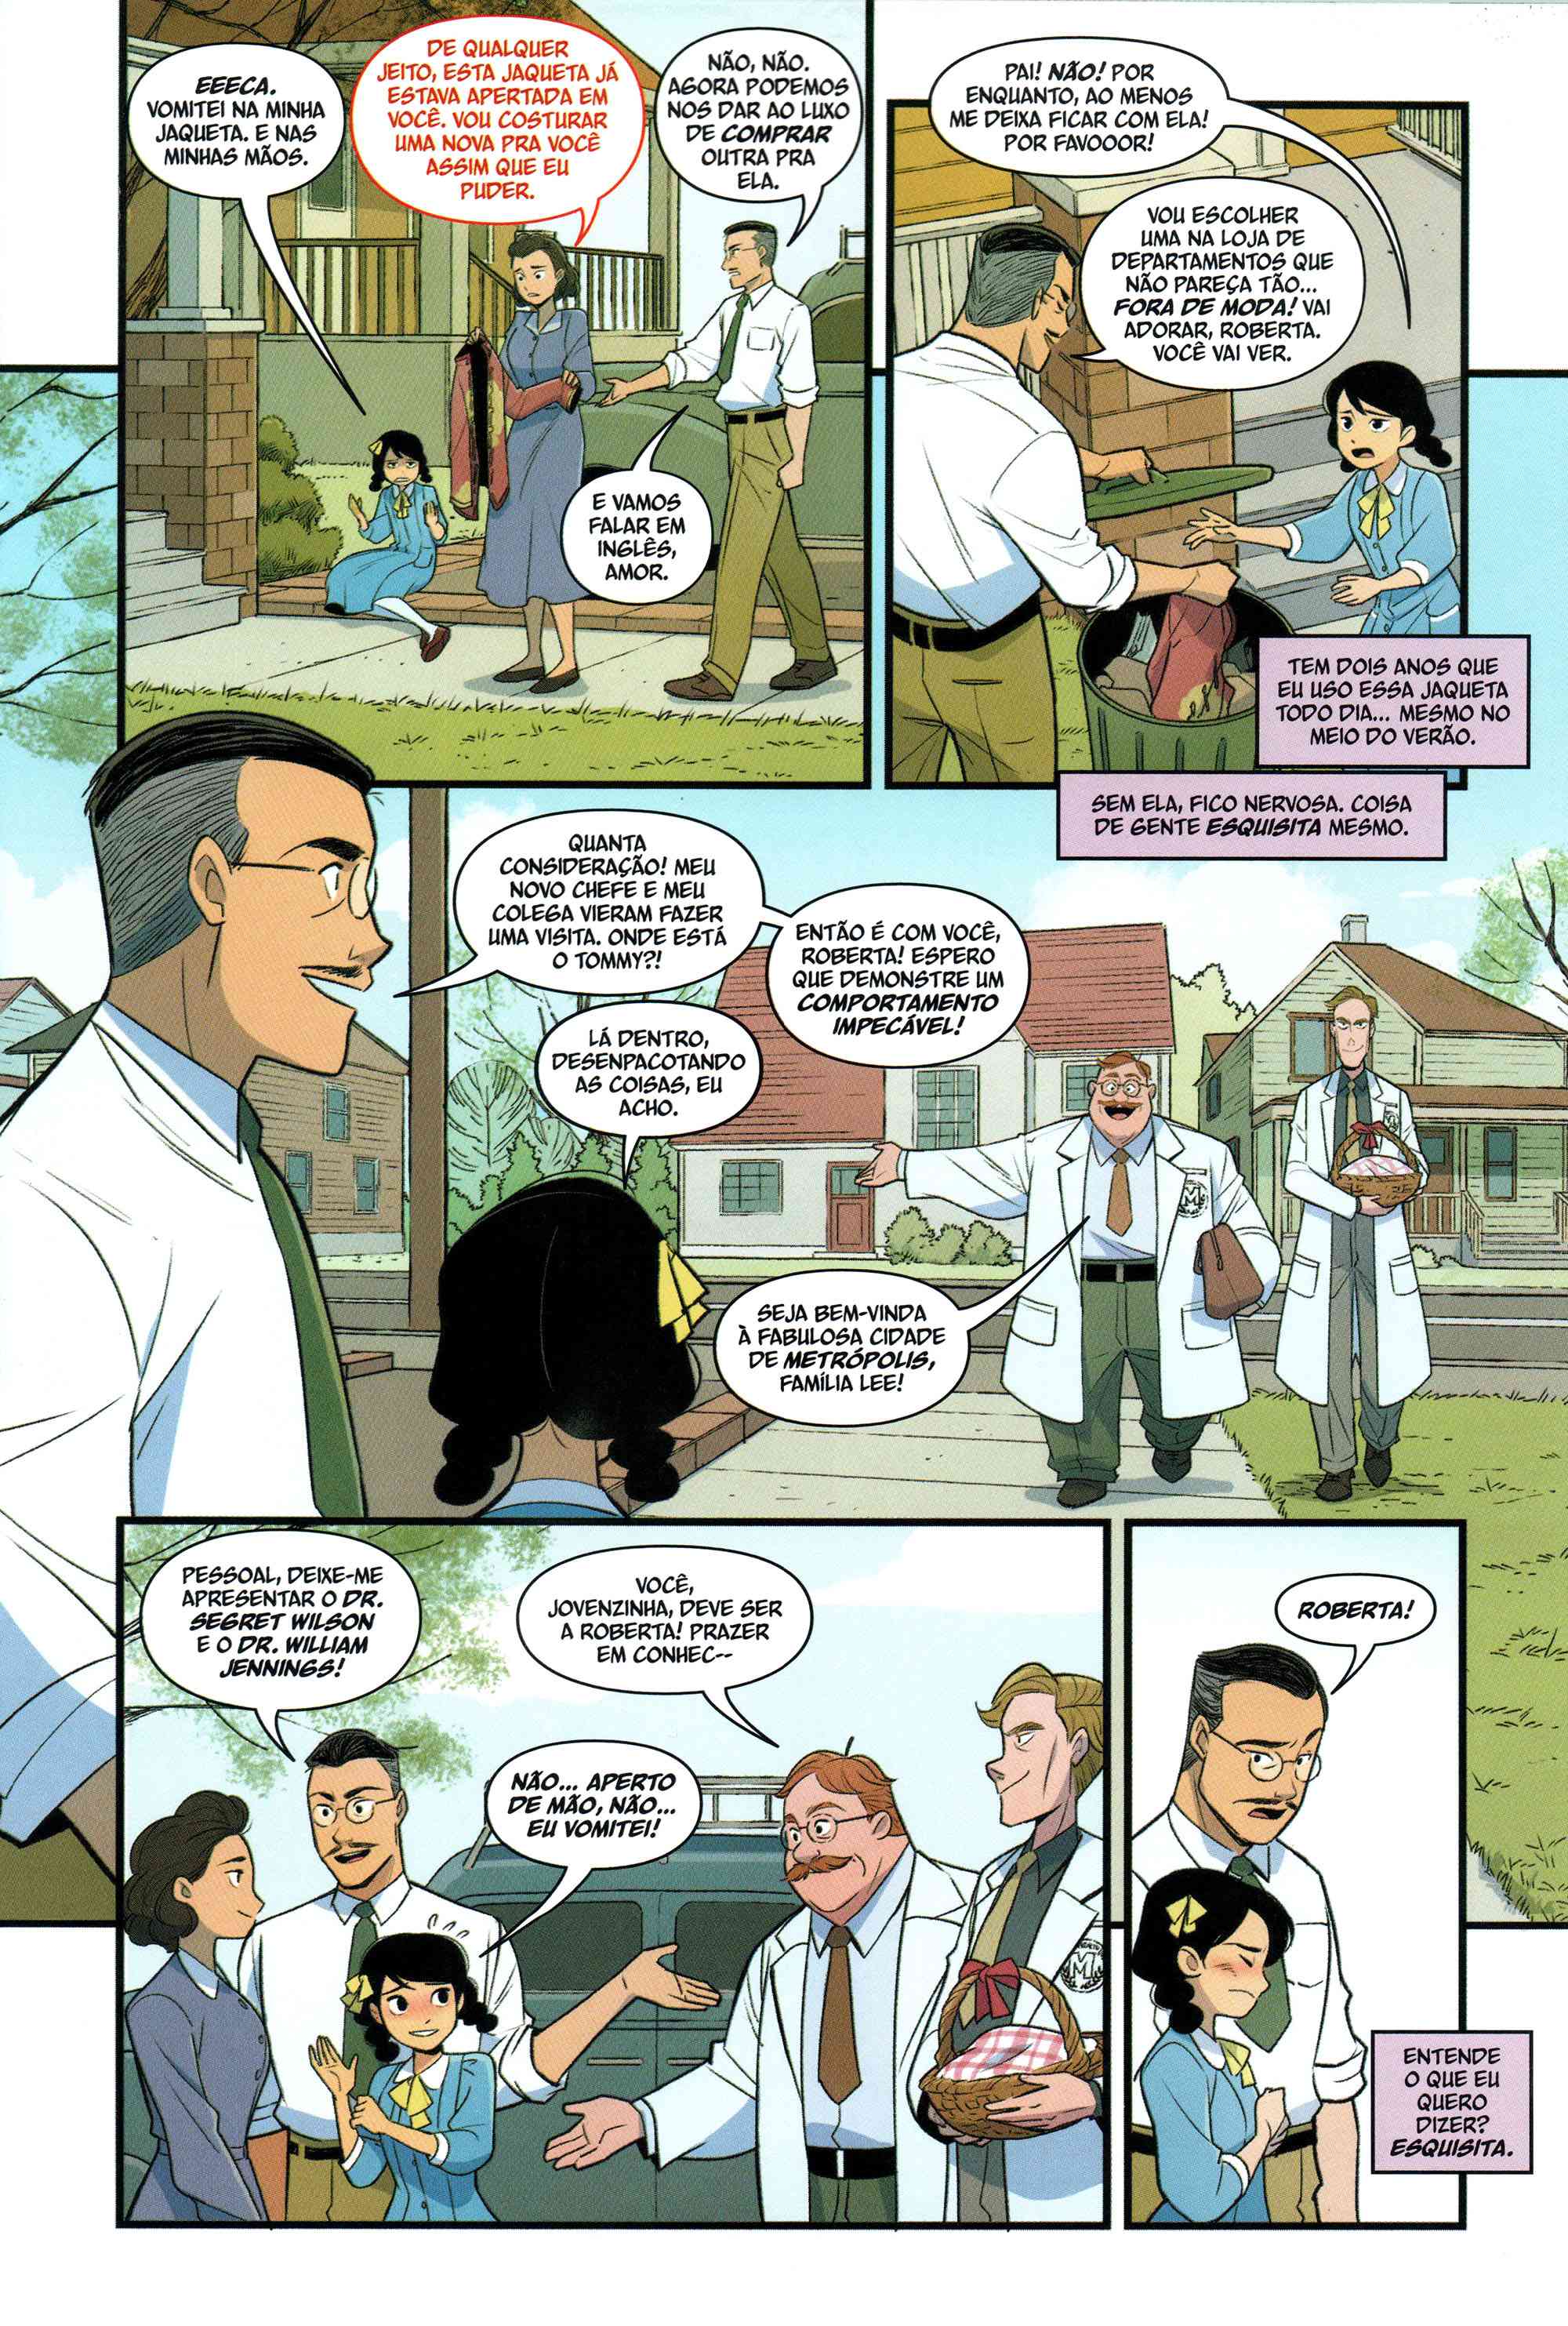 EEECA.
VOMITEI NA MINHA
JAQUETA. E NAS
MINHAS MÃOS.
DE QUALQUER
JEITO, ESTA JAQUETA JÁ
ESTAVA APERTADA EM
VOCÊ. VOU COSTURAR
UMA NOVA PRA VOCÊ
ASSIM QUE EU
PUDER.
NÃO, NÃO.
AGORA PODEMOS
NOS DAR AO LUXO
DE COMPRAR
OUTRA PRA
ELA.
E VAMOS
FALAR EM
INGLÊS,
AMOR.
PAI! NÃO! POR
ENQUANTO, AO MENOS
ME DEIXA FICAR COM ELA!
POR FAVOOOR!
VOU ESCOLHER
UMA NA LOJA DE
DEPARTAMENTOS QUE
NÃO PAREÇA TÃO...
FORA DE MODA! VAI
ADORAR, ROBERTA.
VOCÊ VAI VER.
TEM DOIS ANOS QUE
EU USO ESSA JAQUETA
TODO DIA... MESMO NO
MEIO DO VERÃO.
SEM ELA, FICO NERVOSA. COISA
DE GENTE ESQUISITA MESMO.
QUANTA
CONSIDERAÇÃO! MEU
NOVO CHEFE E MEU
COLEGA VIERAM FAZER
UMA VISITA. ONDE ESTÁ
O TOMMY?!
LÁ DENTRO,
DESENPACOTANDO
AS COISAS, EU
ACHO.
ENTÃO É COM VOCÊ,
ROBERTA! ESPERO
QUE DEMONSTRE UM
COMPORTAMENTO
IMPECÁVEL!
SEJA BEM-VINDA
À FABULOSA CIDADE
DE METRÓPOLIS,
FAMÍLIA LEE!
M
PESSOAL, DEIXE-ME
APRESENTAR O DR.
SEGRET WILSON
E O DR. WILLIAM
JENNINGS!
VOCÊ,
JOVENZINHA, DEVE SER
A ROBERTA! PRAZER
EM CONHEC--
NÃO... APERTO
DE MÃO, NÃO...
EU VOMITEI!
M
ROBERTA!
ENTENDE
O QUE EU
QUERO
DIZER?
ESQUISITA.